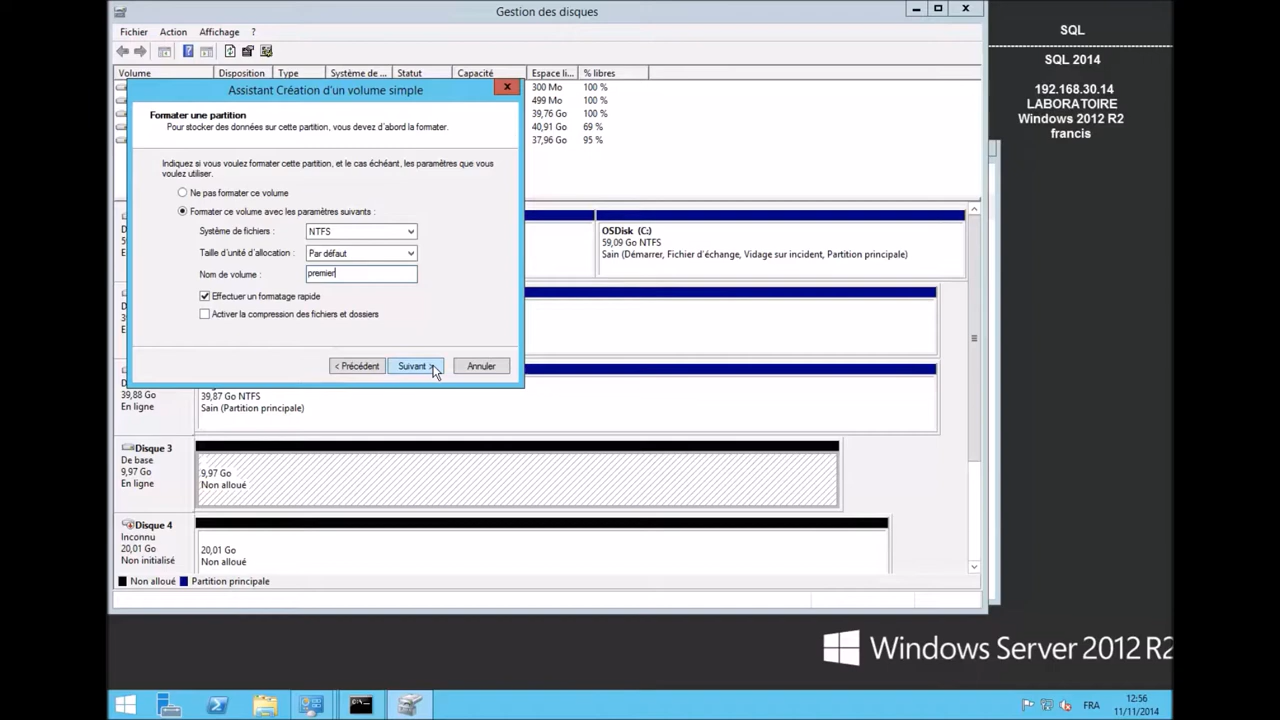 Gestion des disques
Fichier Action Affichage ?
Volume Disposition Type Système de ... Statut Capacité Espace li... % libres
300 Mo 100 %
499 Mo 100 %
39,76 Go 100 %
40,91 Go 69 %
37,96 Go 95 %
Assistant Création d'un volume simple
Formater une partition
Pour stocker des données sur cette partition, vous devez d'abord la formater.
Indiquez si vous voulez formater cette partition, et le cas échéant, les paramètres que vous
voulez utiliser.
Ne pas formater ce volume
Formater ce volume avec les paramètres suivants :
Système de fichiers : NTFS
Taille d'unité d'allocation : Par défaut
Nom de volume : premier
Effectuer un formatage rapide
Activer la compression des fichiers et dossiers
< Précédent Suivant > Annuler
OSDisk (C:)
59,09 Go NTFS
Sain (Démarrer, Fichier d'échange, Vidage sur incident, Partition principale)
39,88 Go
En ligne
39,87 Go NTFS
Sain (Partition principale)
Disque 3
De base
9,97 Go
En ligne
9,97 Go
Non alloué
Disque 4
Inconnu
20,01 Go
Non initialisé
20,01 Go
Non alloué
Non alloué Partition principale
SQL
SQL 2014
192.168.30.14
LABORATOIRE
Windows 2012 R2
francis
Windows Server 2012 R2
FRA
12:56
11/11/2014